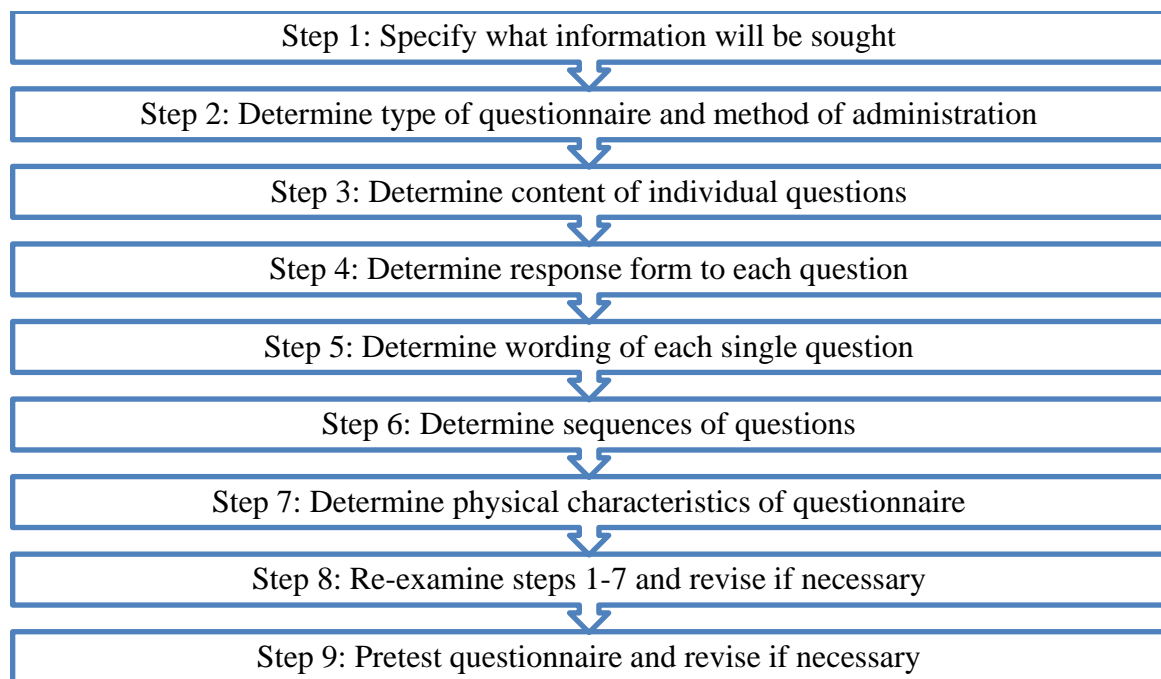 Step 1: Specify what information will be sought
Step 2: Determine type of questionnaire and method of administration
Step 3: Determine content of individual questions
Step 4: Determine response form to each question
Step 5: Determine wording of each single question
Step 6: Determine sequences of questions
Step 7: Determine physical characteristics of questionnaire
Step 8: Re-examine steps 1-7 and revise if necessary
Step 9: Pretest questionnaire and revise if necessary